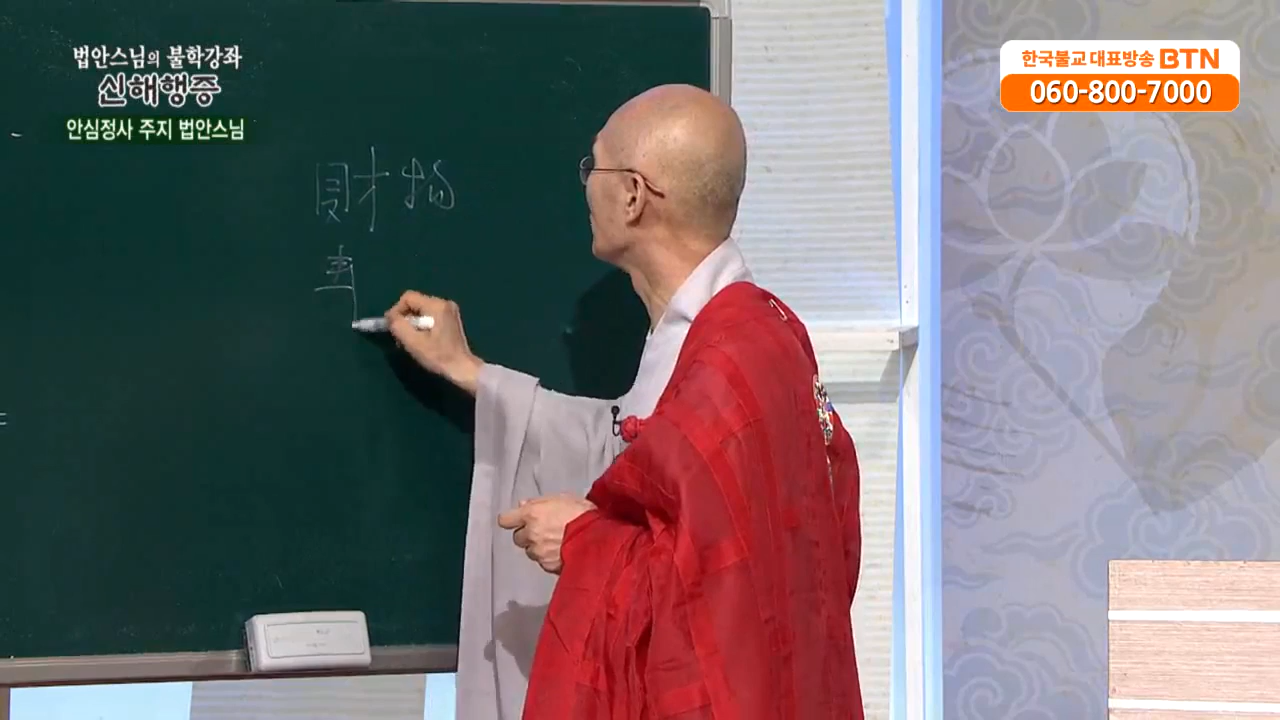 법안스님의 불학강좌
신해행증
안심정사 주지 법안스님
한국불교 대표방송 BTN
060-800-7000
財物